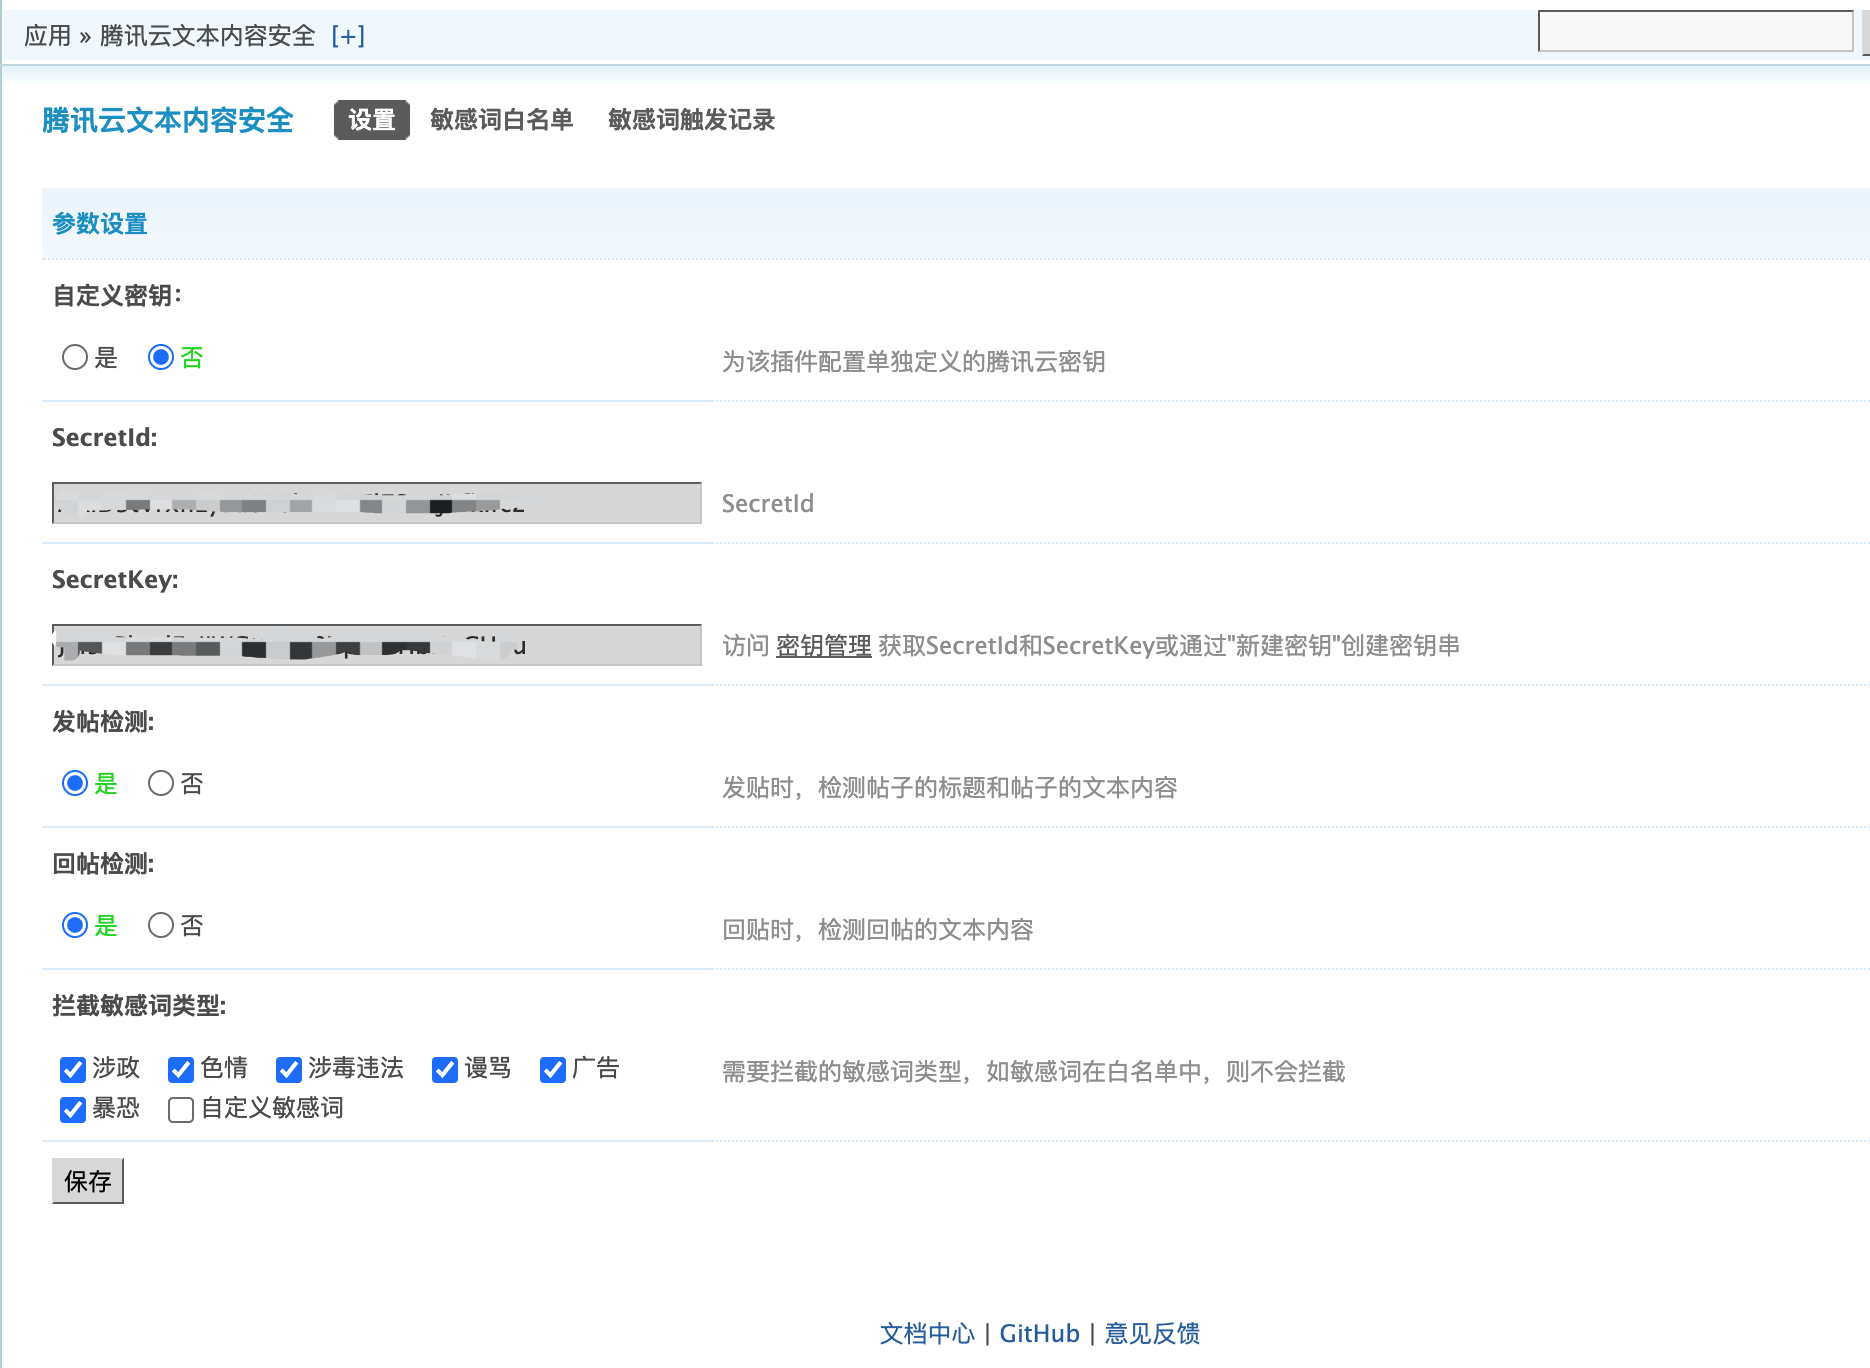 应用 » 腾讯云文本内容安全 [+]
腾讯云文本内容安全 设置 敏感词白名单 敏感词触发记录
参数设置
自定义密钥:
是 否 为该插件配置单独定义的腾讯云密钥
SecretId:
SecretId
SecretKey:
访问 密钥管理 获取SecretId和SecretKey或通过"新建密钥"创建密钥串
发帖检测:
是 否 发贴时，检测帖子的标题和帖子的文本内容
回帖检测:
是 否 回贴时，检测回帖的文本内容
拦截敏感词类型:
涉政 色情 涉毒违法 谩骂 广告 需要拦截的敏感词类型，如敏感词在白名单中，则不会拦截
暴恐 自定义敏感词
保存
文档中心 | GitHub | 意见反馈